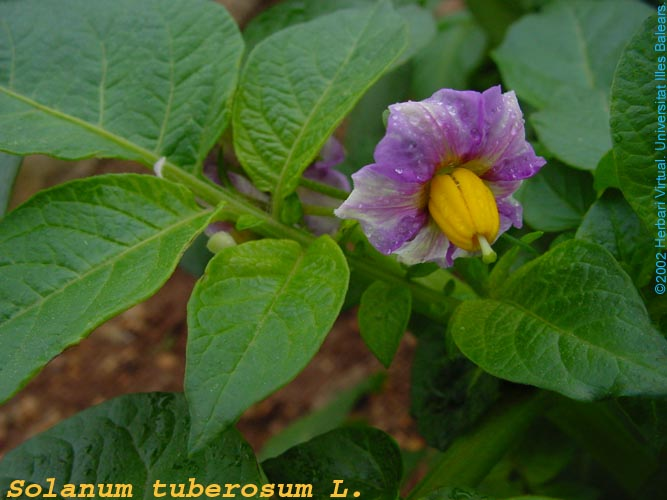 Solanum tuberosum L.
©2002 Herbari Virtual. Universitat Illes Balears.